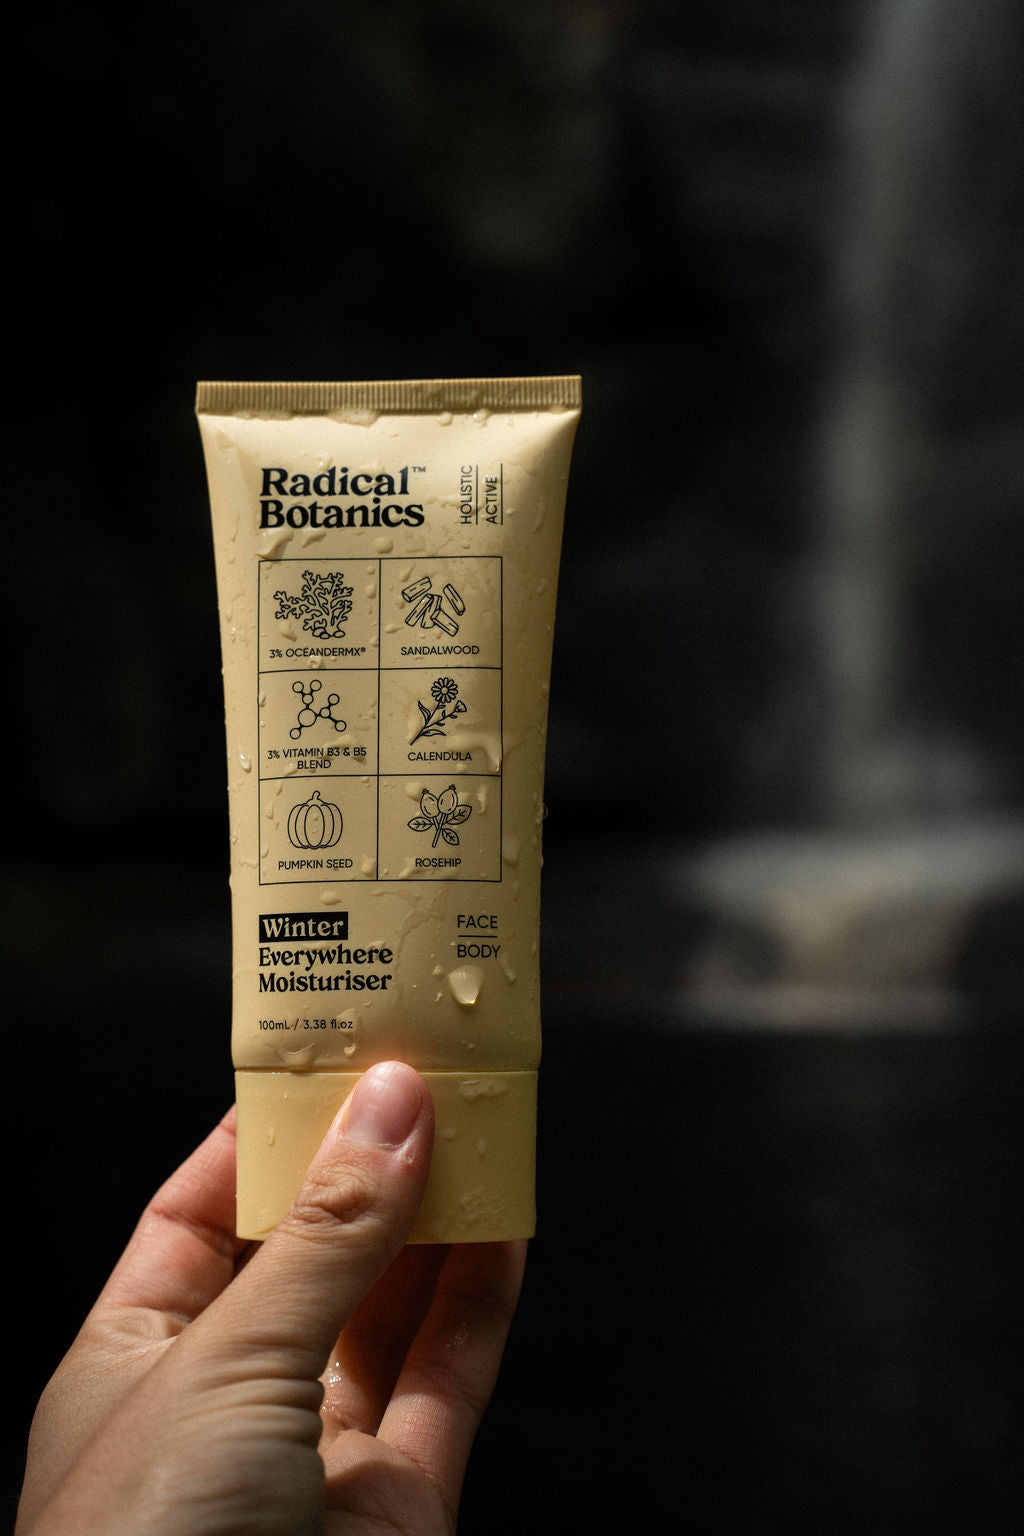 Radical™
Botanics
HOLISTIC
ACTIVE
3% OCEANDERMX®
SANDALWOOD
3% VITAMIN B3 & B5
BLEND
CALENDULA
PUMPKIN SEED
ROSEHIP
Winter
Everywhere
Moisturiser
FACE
BODY
100mL / 3.38 fl.oz